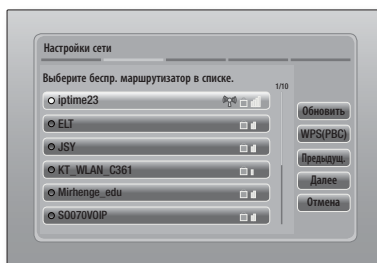 Настройки сети
Выберите беспр. маршрутизатор в списке.
1/10
iptime23
ELT
JSY
KT_WLAN_C361
Mirhenge_edu
SO070VOIP
Обновить
WPS(PBC)
Предыдущ.
Далее
Отмена